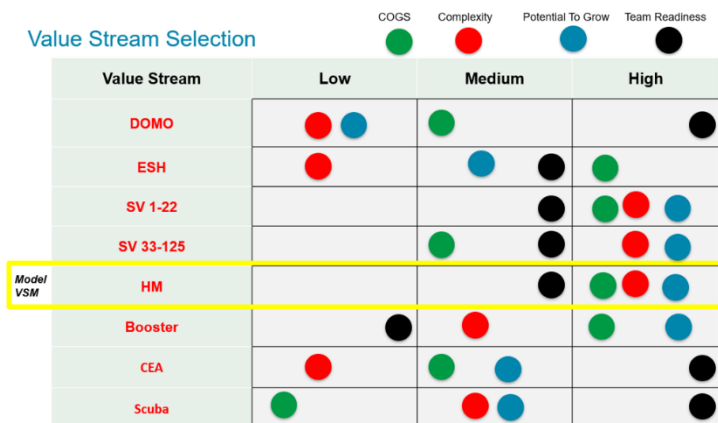 COGS Complexity Potential To Grow Team Readiness
Value Stream Selection
Value Stream Low Medium High
DOMO
ESH
SV 1-22
SV 33-125
Model
VSM
HM
Booster
CEA
Scuba